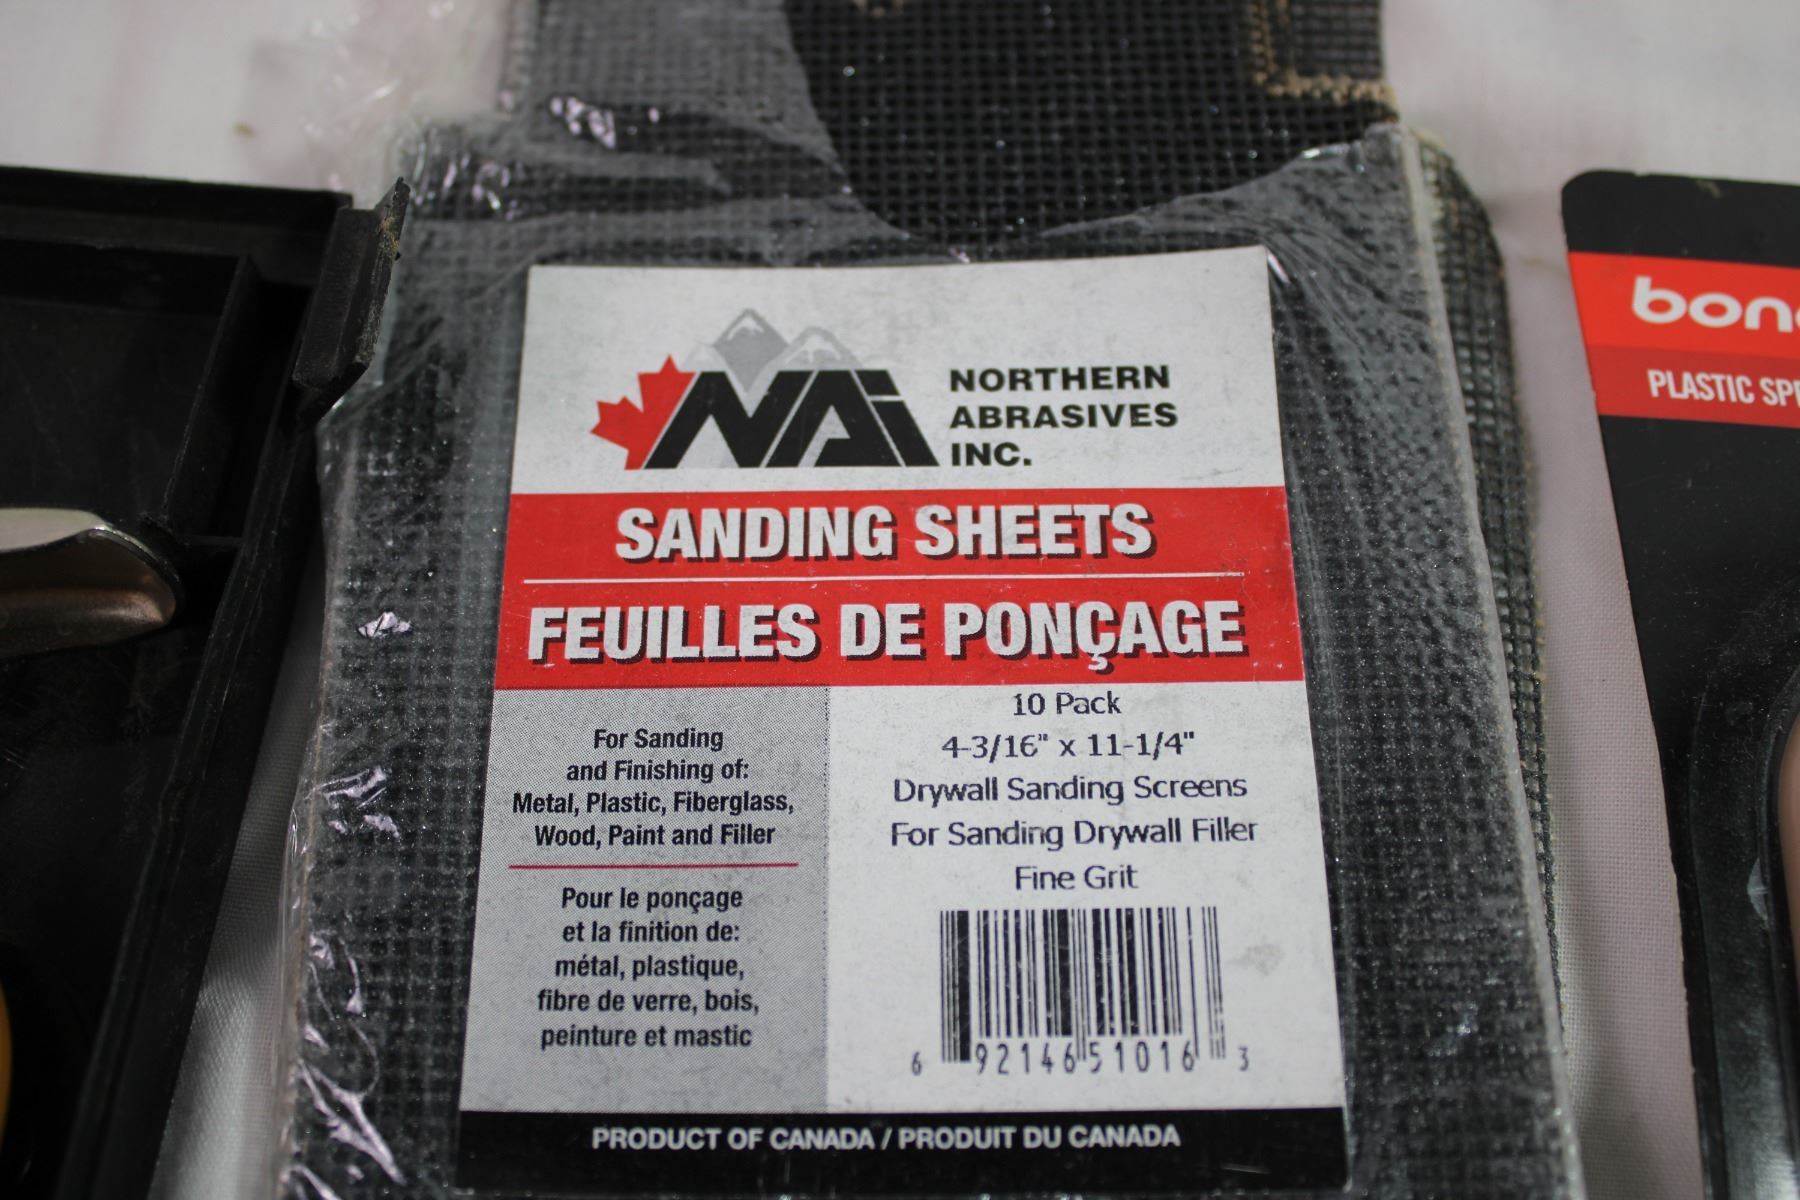 NAi
NORTHERN
ABRASIVES
INC.
SANDING SHEETS
FEUILLES DE PONÇAGE
For Sanding
and Finishing of:
Metal, Plastic, Fiberglass,
Wood, Paint and Filler
Pour le ponçage
et la finition de:
métal, plastique,
fibre de verre, bois,
peinture et mastic
10 Pack
4-3/16" x 11-1/4"
Drywall Sanding Screens
For Sanding Drywall Filler
Fine Grit
6 92146 51016 3
PRODUCT OF CANADA / PRODUIT DU CANADA
PLASTIC